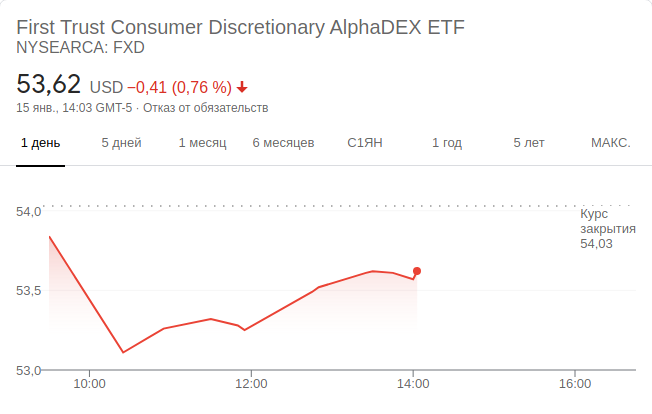 First Trust Consumer Discretionary AlphaDEX ETF
NYSEARCA: FXD
53,62 USD −0,41 (0,76 %)
15 янв., 14:03 GMT-5 · Отказ от обязательств
1 день 5 дней 1 месяц 6 месяцев С1ЯН 1 год 5 лет МАКС.
54,0
Курс
закрытия
54,03
53,5
53,0
10:00 12:00 14:00 16:00